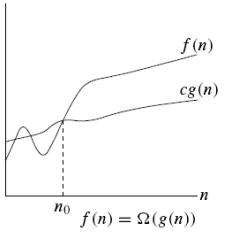 f(n)
cg(n)
n
n₀
f(n) = Ω(g(n))